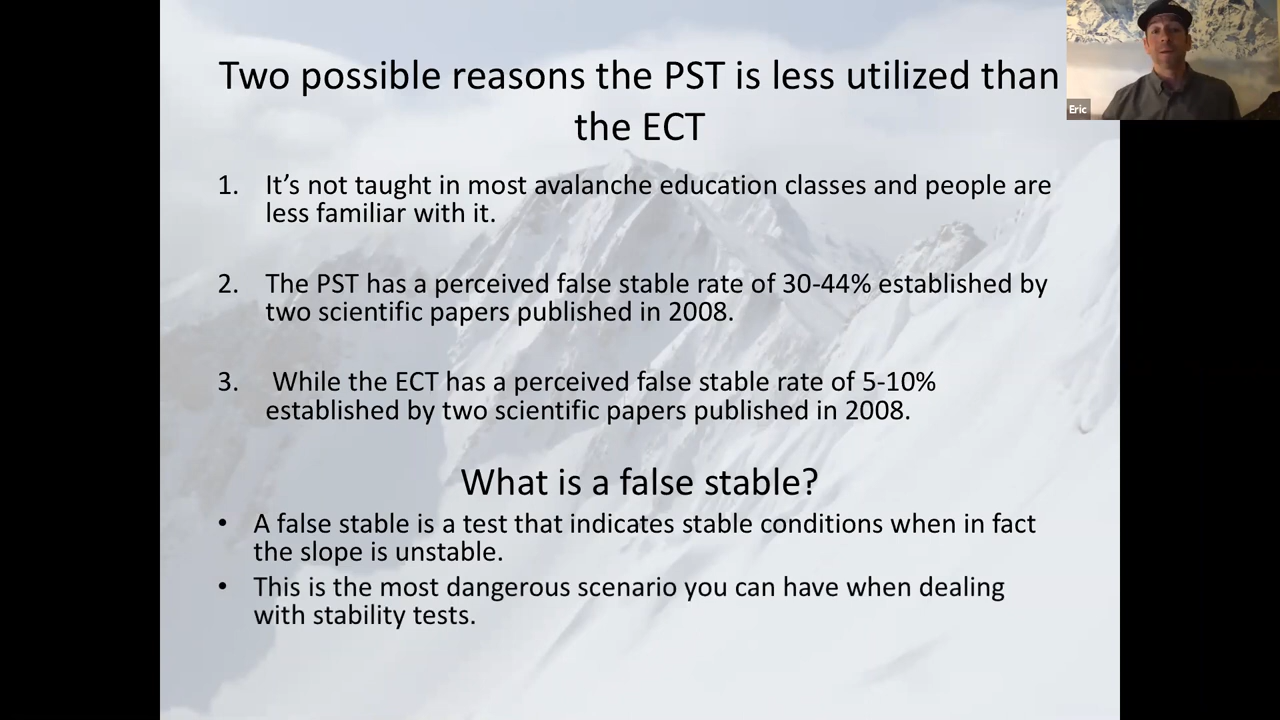 Two possible reasons the PST is less utilized than
the ECT
Eric
1. It’s not taught in most avalanche education classes and people are
less familiar with it.
2. The PST has a perceived false stable rate of 30-44% established by
two scientific papers published in 2008.
3. While the ECT has a perceived false stable rate of 5-10%
established by two scientific papers published in 2008.
What is a false stable?
• A false stable is a test that indicates stable conditions when in fact
the slope is unstable.
• This is the most dangerous scenario you can have when dealing
with stability tests.